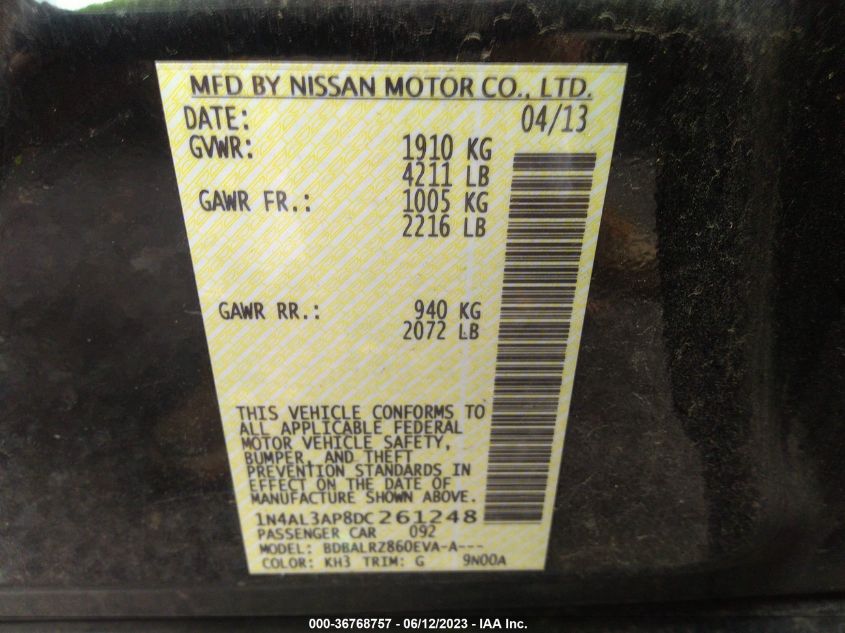 MFD BY NISSAN MOTOR CO., LTD.
DATE: 04/13
GVWR: 1910 KG
4211 LB
GAWR FR.: 1005 KG
2216 LB
GAWR RR.: 940 KG
2072 LB
THIS VEHICLE CONFORMS TO
ALL APPLICABLE FEDERAL
MOTOR VEHICLE SAFETY,
BUMPER, AND THEFT
PREVENTION STANDARDS IN
EFFECT ON THE DATE OF
MANUFACTURE SHOWN ABOVE.
1N4AL3AP8DC261248
PASSENGER CAR 092
MODEL: BDBALRZ860EVA-A---
COLOR: KH3 TRIM: G 9N00A
000-36768757 - 06/12/2023 - IAA Inc.